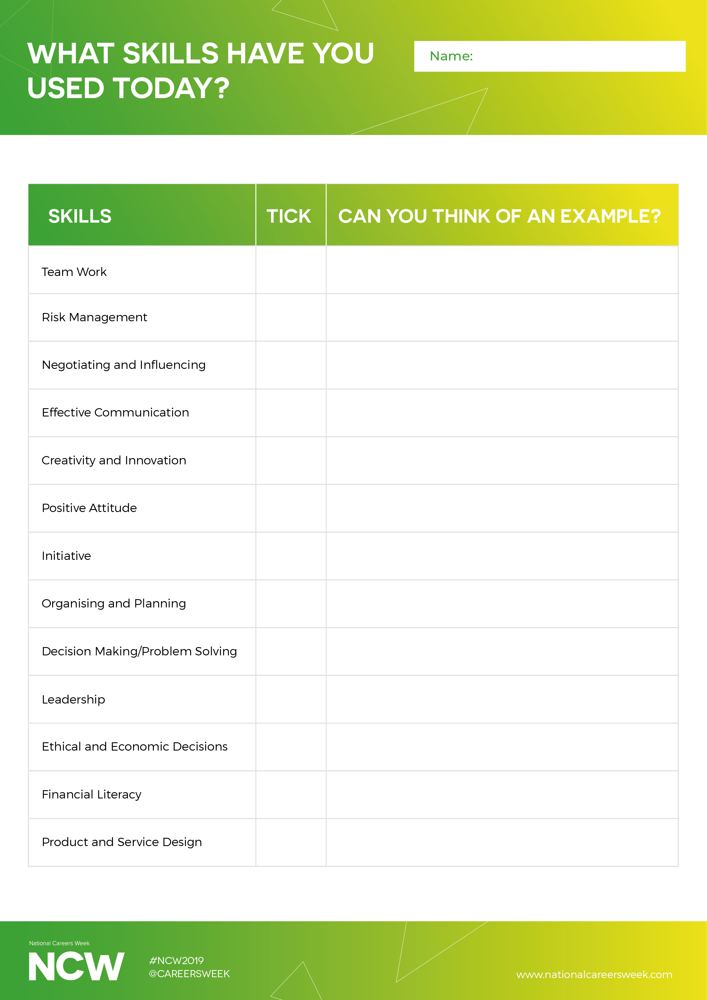 WHAT SKILLS HAVE YOU
USED TODAY?
Name:
SKILLS TICK CAN YOU THINK OF AN EXAMPLE?
Team Work
Risk Management
Negotiating and Influencing
Effective Communication
Creativity and Innovation
Positive Attitude
Initiative
Organising and Planning
Decision Making/Problem Solving
Leadership
Ethical and Economic Decisions
Financial Literacy
Product and Service Design
National Careers Week
NCW
#NCW2019
@CAREERSWEEK
www.nationalcareersweek.com